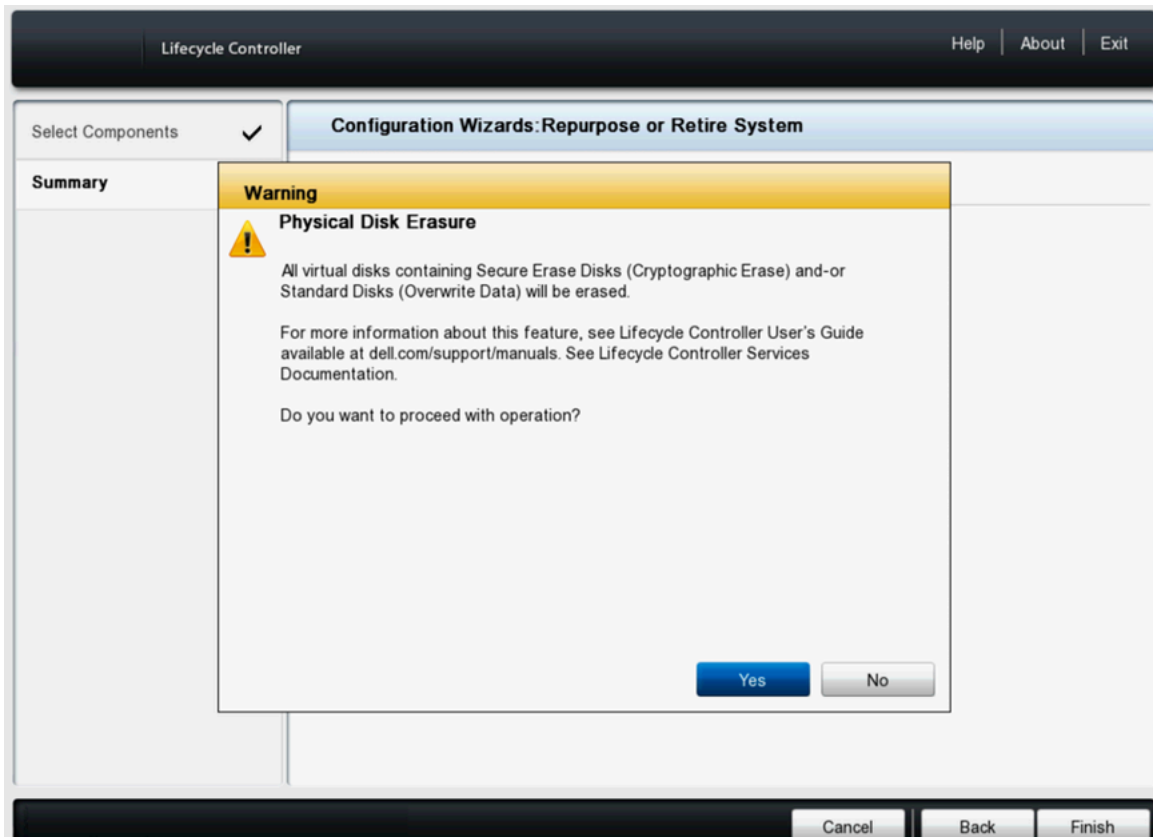 Lifecycle Controller
Help
About
Exit
Select Components
Configuration Wizards:Repurpose or Retire System
Summary
Warning
Physical Disk Erasure
All virtual disks containing Secure Erase Disks (Cryptographic Erase) and-or
Standard Disks (Overwrite Data) will be erased.
For more information about this feature, see Lifecycle Controller User's Guide
available at dell.com/support/manuals. See Lifecycle Controller Services
Documentation.
Do you want to proceed with operation?
Yes
No
Cancel
Back
Finish